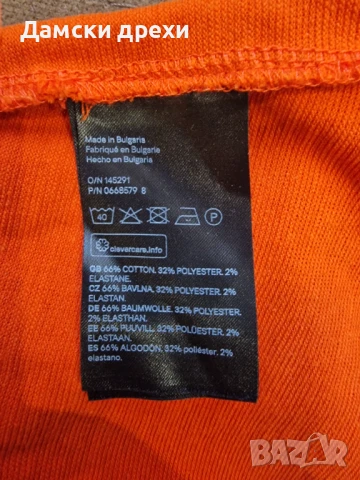 Дамски дрехи
Made in Bulgaria
Fabriqué en Bulgarie
Hecho en Bulgaria
O/N 145291
P/N 0668579 8
40
P
clevercare.info
GB 66% COTTON. 32% POLYESTER. 2%
ELASTANE.
CZ 66% BAVLNA. 32% POLYESTER. 2%
ELASTAN.
DE 66% BAUMWOLLE. 32% POLYESTER.
2% ELASTHAN.
EE 66% PUUVILL. 32% POLÜESTER. 2%
ELASTAAN.
ES 66% ALGODÓN. 32% poliéster. 2%
elastano.
BAZAR